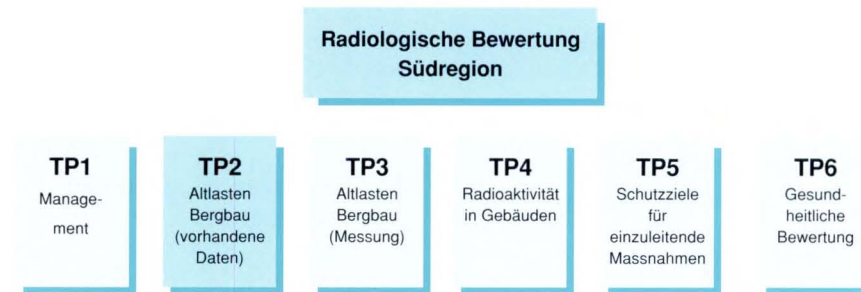 Radiologische Bewertung
Südregion
TP1
Manage-
ment
TP2
Altlasten
Bergbau
(vorhandene
Daten)
TP3
Altlasten
Bergbau
(Messung)
TP4
Radioaktivität
in Gebäuden
TP5
Schutzziele
für
einzuleitende
Massnahmen
TP6
Gesund-
heitliche
Bewertung